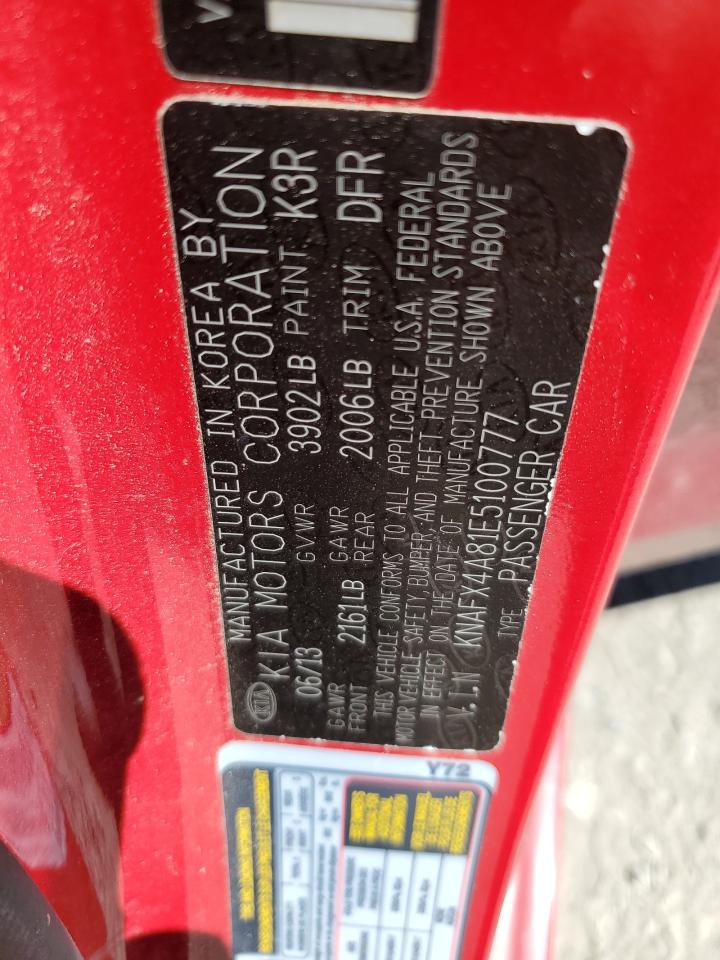 MANUFACTURED IN KOREA BY
KIA KIA MOTORS CORPORATION
06/13 GVWR 3902LB PAINT K3R
GAWR FRONT 2161LB GAWR REAR 2006LB TRIM DFR
THIS VEHICLE CONFORMS TO ALL APPLICABLE U.S.A. FEDERAL
MOTOR VEHICLE-SAFETY, BUMPER, AND THEFT PREVENTION STANDARDS
IN EFFECT ON THE DATE OF MANUFACTURE SHOWN ABOVE
V.I.N KNAFX4A81E5100777
TYPE PASSENGER CAR
Y72